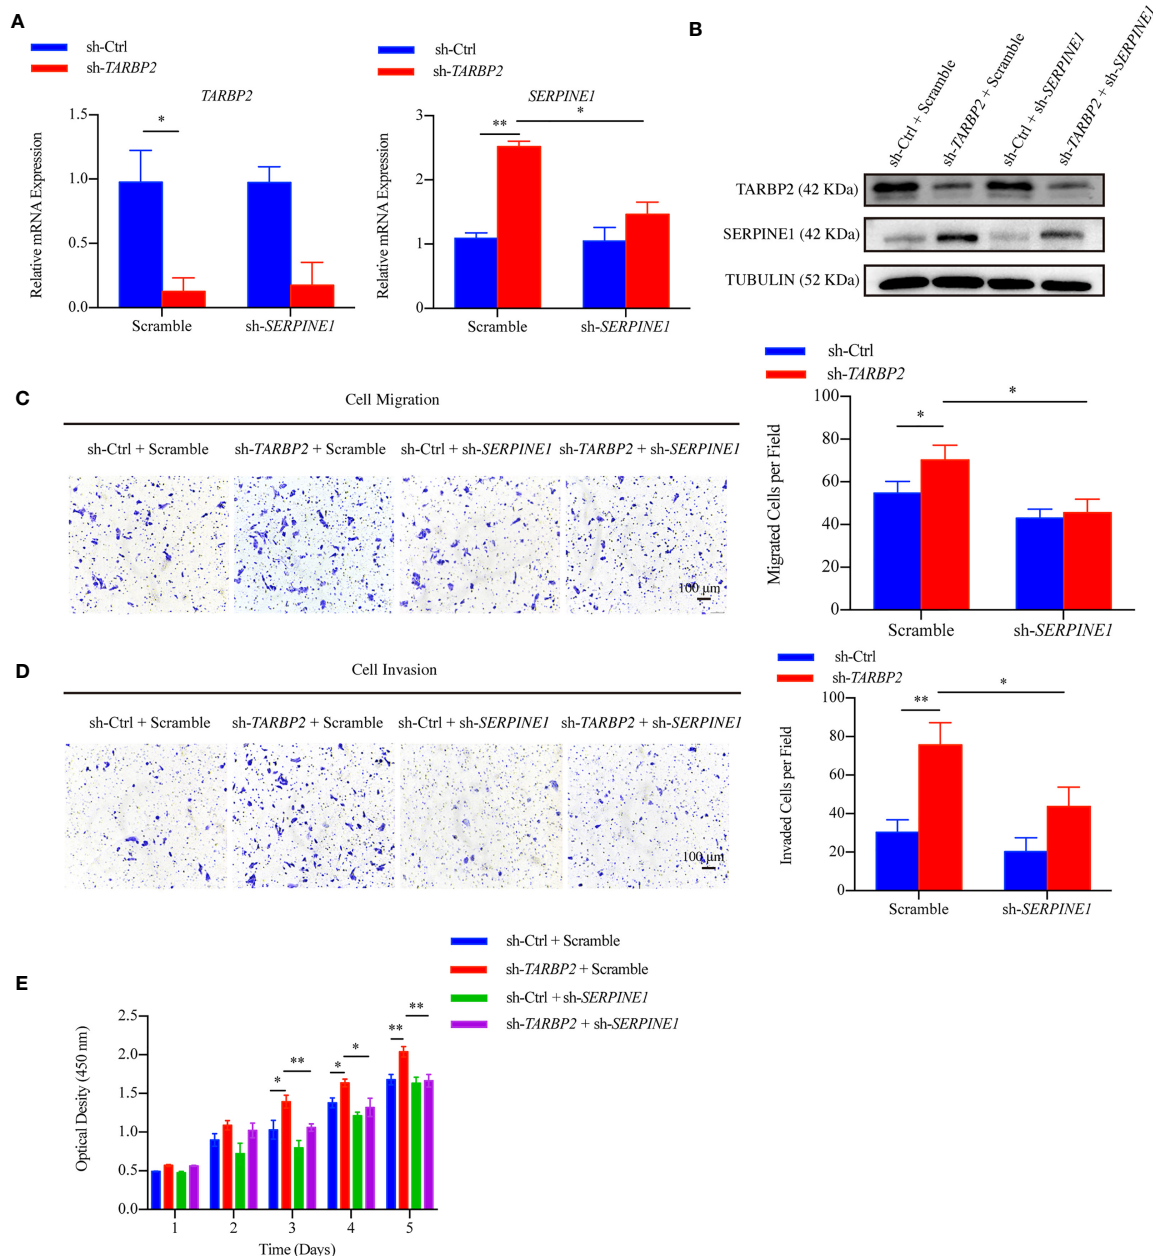 A
sh-Ctrl
sh-TARBP2
TARBP2
Relative mRNA Expression
1.5
1.0
0.5
0.0
*
Scramble
sh-SERPINE1
sh-Ctrl
sh-TARBP2
SERPINE1
Relative mRNA Expression
3
2
1
0
**
*
Scramble
sh-SERPINE1
B
sh-Ctrl + Scramble
sh-TARBP2 + Scramble
sh-Ctrl + sh-SERPINE1
sh-TARBP2 + sh-SERPINE1
TARBP2 (42 KDa)
SERPINE1 (42 KDa)
TUBULIN (52 KDa)
C
Cell Migration
sh-Ctrl + Scramble
sh-TARBP2 + Scramble
sh-Ctrl + sh-SERPINE1
sh-TARBP2 + sh-SERPINE1
100 μm
sh-Ctrl
sh-TARBP2
Migrated Cells per Field
100
80
60
40
20
0
*
*
Scramble
sh-SERPINE1
D
Cell Invasion
sh-Ctrl + Scramble
sh-TARBP2 + Scramble
sh-Ctrl + sh-SERPINE1
sh-TARBP2 + sh-SERPINE1
100 μm
sh-Ctrl
sh-TARBP2
Invaded Cells per Field
100
80
60
40
20
0
**
*
Scramble
sh-SERPINE1
E
sh-Ctrl + Scramble
sh-TARBP2 + Scramble
sh-Ctrl + sh-SERPINE1
sh-TARBP2 + sh-SERPINE1
Optical Desity (450 nm)
2.5
2.0
1.5
1.0
0.5
0.0
*
**
*
*
**
**
1 2 3 4 5
Time (Days)